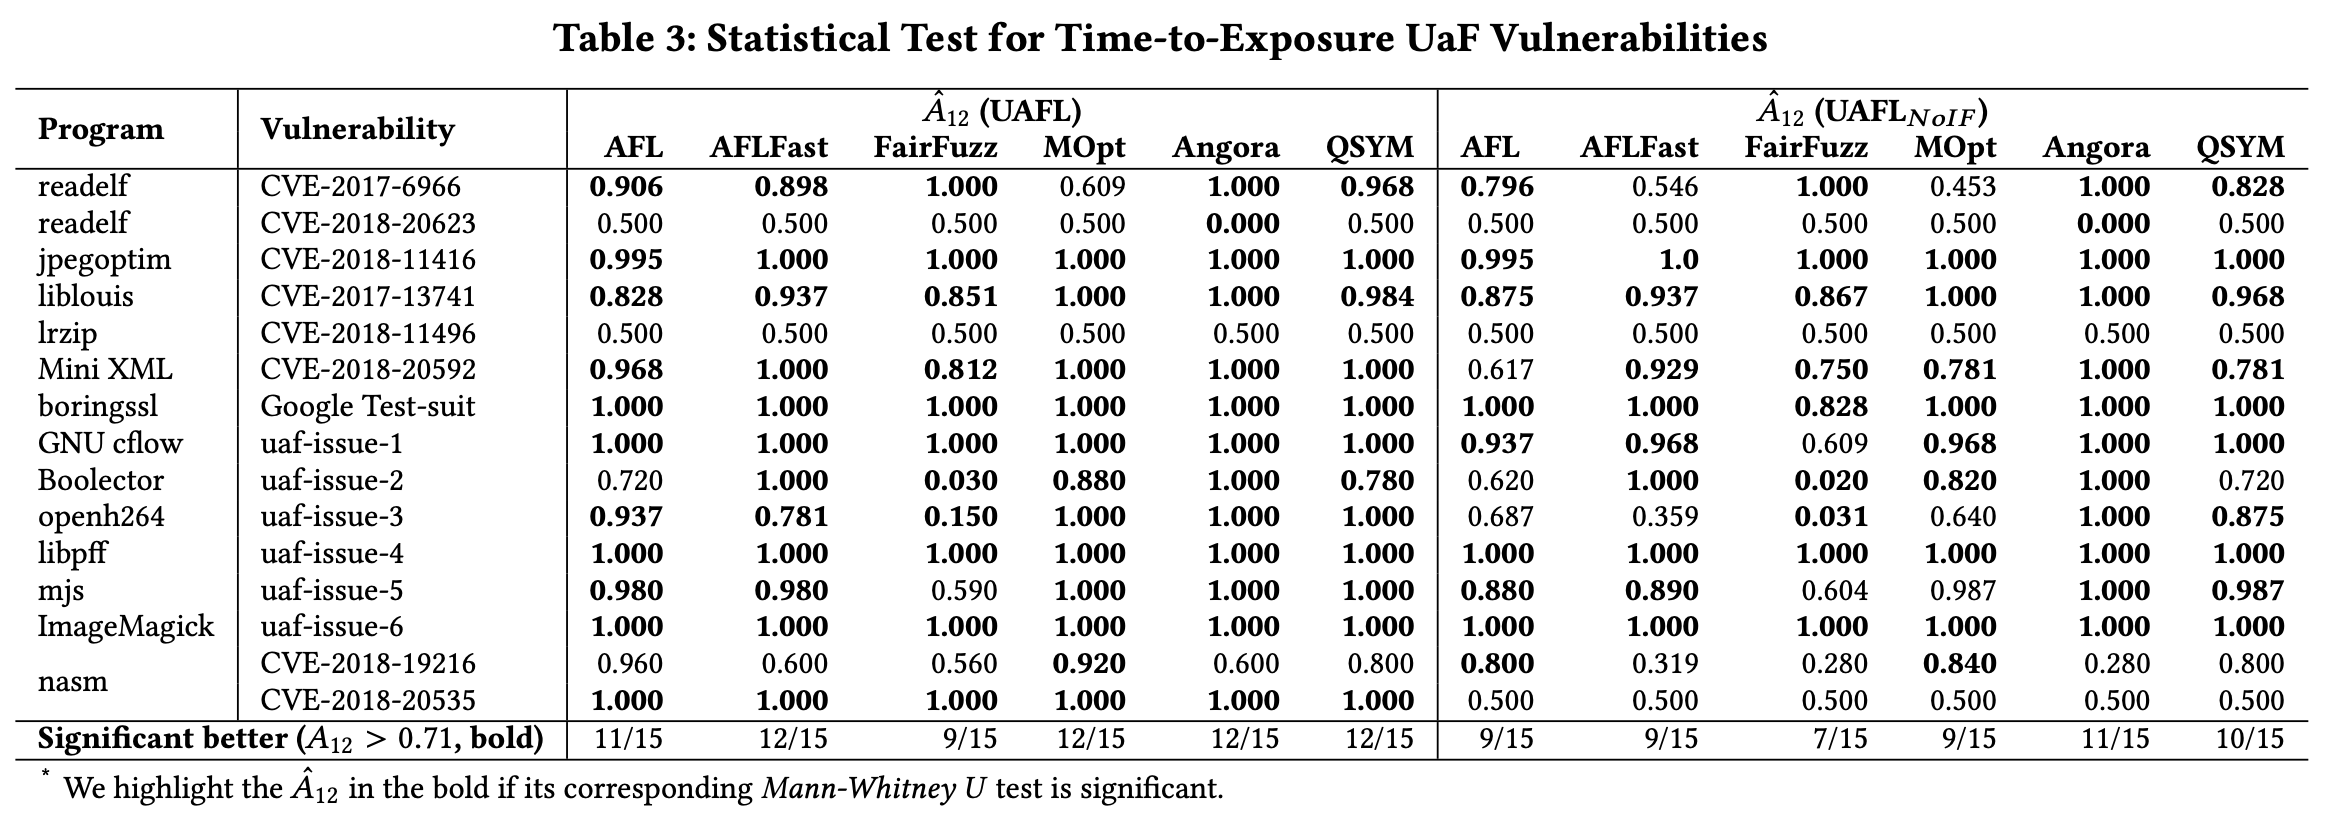 Table 3: Statistical Test for Time-to-Exposure UaF Vulnerabilities
Program Vulnerability Â12 (UAFL) Â12 (UAFLNoIF)
AFL AFLFast FairFuzz MOpt Angora QSYM AFL AFLFast FairFuzz MOpt Angora QSYM
readelf CVE-2017-6966 0.906 0.898 1.000 0.609 1.000 0.968 0.796 0.546 1.000 0.453 1.000 0.828
readelf CVE-2018-20623 0.500 0.500 0.500 0.500 0.000 0.500 0.500 0.500 0.500 0.500 0.000 0.500
jpegoptim CVE-2018-11416 0.995 1.000 1.000 1.000 1.000 1.000 0.995 1.0 1.000 1.000 1.000 1.000
liblouis CVE-2017-13741 0.828 0.937 0.851 1.000 1.000 0.984 0.875 0.937 0.867 1.000 1.000 0.968
lrzip CVE-2018-11496 0.500 0.500 0.500 0.500 0.500 0.500 0.500 0.500 0.500 0.500 0.500 0.500
Mini XML CVE-2018-20592 0.968 1.000 0.812 1.000 1.000 1.000 0.617 0.929 0.750 0.781 1.000 0.781
boringssl Google Test-suit 1.000 1.000 1.000 1.000 1.000 1.000 1.000 1.000 0.828 1.000 1.000 1.000
GNU cflow uaf-issue-1 1.000 1.000 1.000 1.000 1.000 1.000 0.937 0.968 0.609 0.968 1.000 1.000
Boolector uaf-issue-2 0.720 1.000 0.030 0.880 1.000 0.780 0.620 1.000 0.020 0.820 1.000 0.720
openh264 uaf-issue-3 0.937 0.781 0.150 1.000 1.000 1.000 0.687 0.359 0.031 0.640 1.000 0.875
libpff uaf-issue-4 1.000 1.000 1.000 1.000 1.000 1.000 1.000 1.000 1.000 1.000 1.000 1.000
mjs uaf-issue-5 0.980 0.980 0.590 1.000 1.000 1.000 0.880 0.890 0.604 0.987 1.000 0.987
ImageMagick uaf-issue-6 1.000 1.000 1.000 1.000 1.000 1.000 1.000 1.000 1.000 1.000 1.000 1.000
nasm CVE-2018-19216 0.960 0.600 0.560 0.920 0.600 0.800 0.800 0.319 0.280 0.840 0.280 0.800
CVE-2018-20535 1.000 1.000 1.000 1.000 1.000 1.000 0.500 0.500 0.500 0.500 0.500 0.500
Significant better (A12 > 0.71, bold) 11/15 12/15 9/15 12/15 12/15 12/15 9/15 9/15 7/15 9/15 11/15 10/15
* We highlight the Â12 in the bold if its corresponding Mann-Whitney U test is significant.